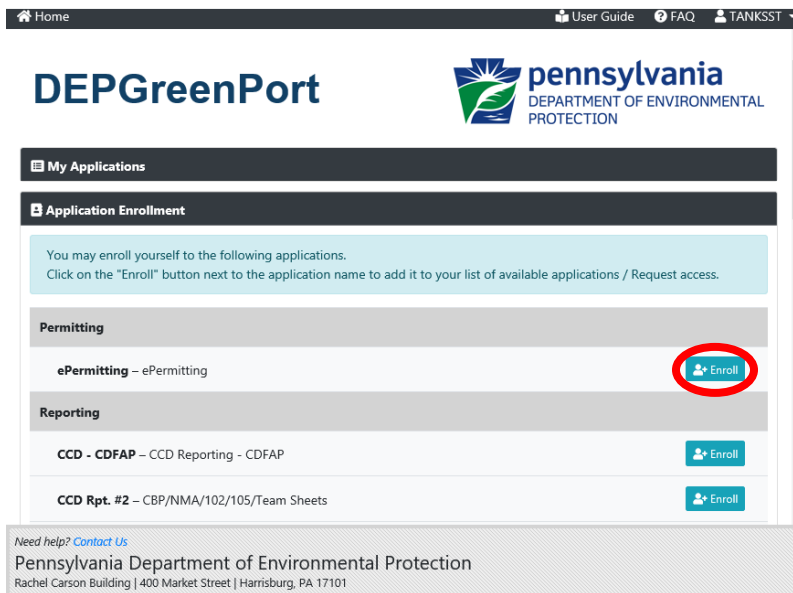 Home
User Guide
FAQ
TANKSST
DEPGreenPort
pennsylvania
DEPARTMENT OF ENVIRONMENTAL
PROTECTION
My Applications
Application Enrollment
You may enroll yourself to the following applications.
Click on the "Enroll" button next to the application name to add it to your list of available applications / Request access.
Permitting
ePermitting – ePermitting
Enroll
Reporting
CCD - CDFAP – CCD Reporting - CDFAP
Enroll
CCD Rpt. #2 – CBP/NMA/102/105/Team Sheets
Enroll
Need help? Contact Us
Pennsylvania Department of Environmental Protection
Rachel Carson Building | 400 Market Street | Harrisburg, PA 17101